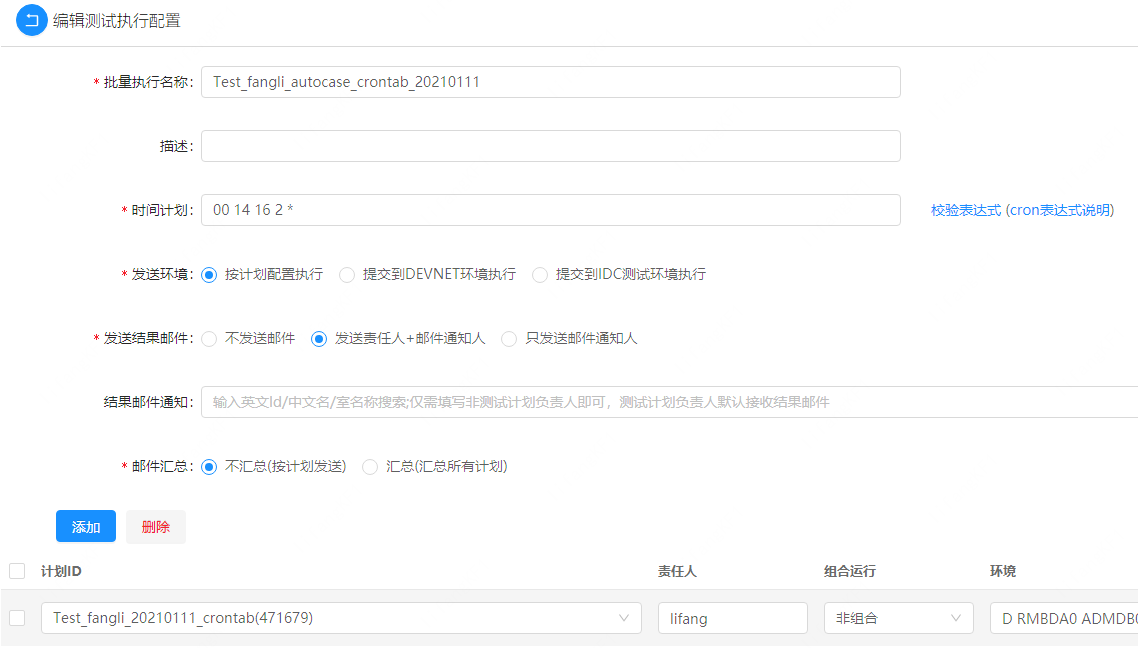 编辑测试执行配置
* 批量执行名称: Test_fangli_autocase_crontab_20210111
描述:
* 时间计划: 00 14 16 2 * 校验表达式 (cron表达式说明)
* 发送环境: 按计划配置执行 提交到DEVNET环境执行 提交到IDC测试环境执行
* 发送结果邮件: 不发送邮件 发送责任人+邮件通知人 只发送邮件通知人
结果邮件通知: 输入英文Id/中文名/室名称搜索;仅需填写非测试计划负责人即可，测试计划负责人默认接收结果邮件
* 邮件汇总: 不汇总(按计划发送) 汇总(汇总所有计划)
添加 删除
计划ID 责任人 组合运行 环境
Test_fangli_20210111_crontab(471679) lifang 非组合 D RMBDA0 ADMDB0